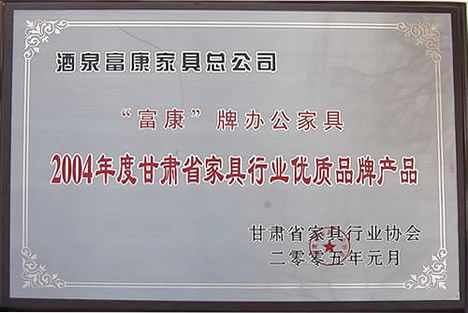 酒泉富康家具总公司
“富康”牌办公家具
2004年度甘肃省家具行业优质品牌产品
甘肃省家具行业协会
二零零五年元月